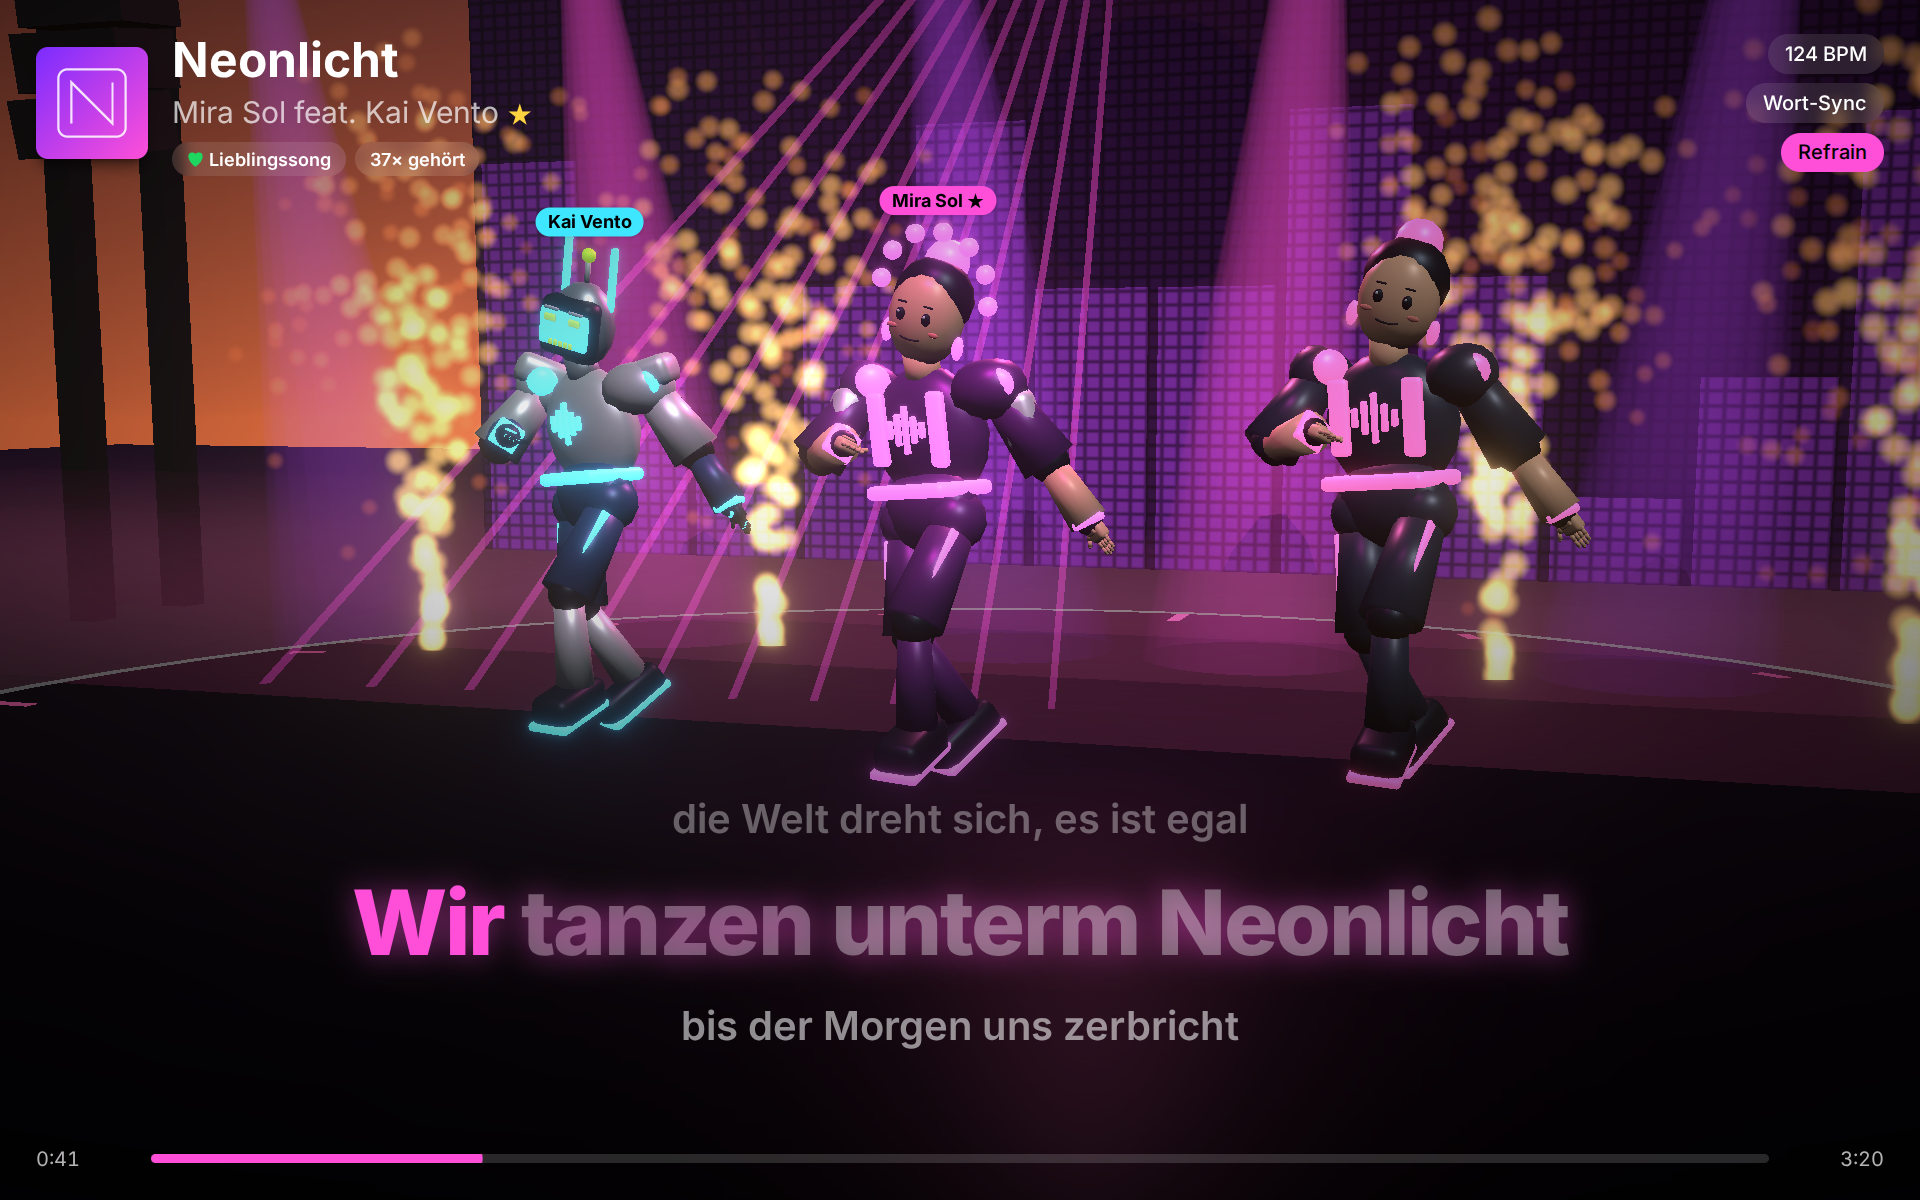 Neonlicht
Mira Sol feat. Kai Vento ★
Lieblingssong
37× gehört
124 BPM
Wort-Sync
Refrain
Kai Vento
Mira Sol ★
die Welt dreht sich, es ist egal
Wir tanzen unterm Neonlicht
bis der Morgen uns zerbricht
0:41
3:20